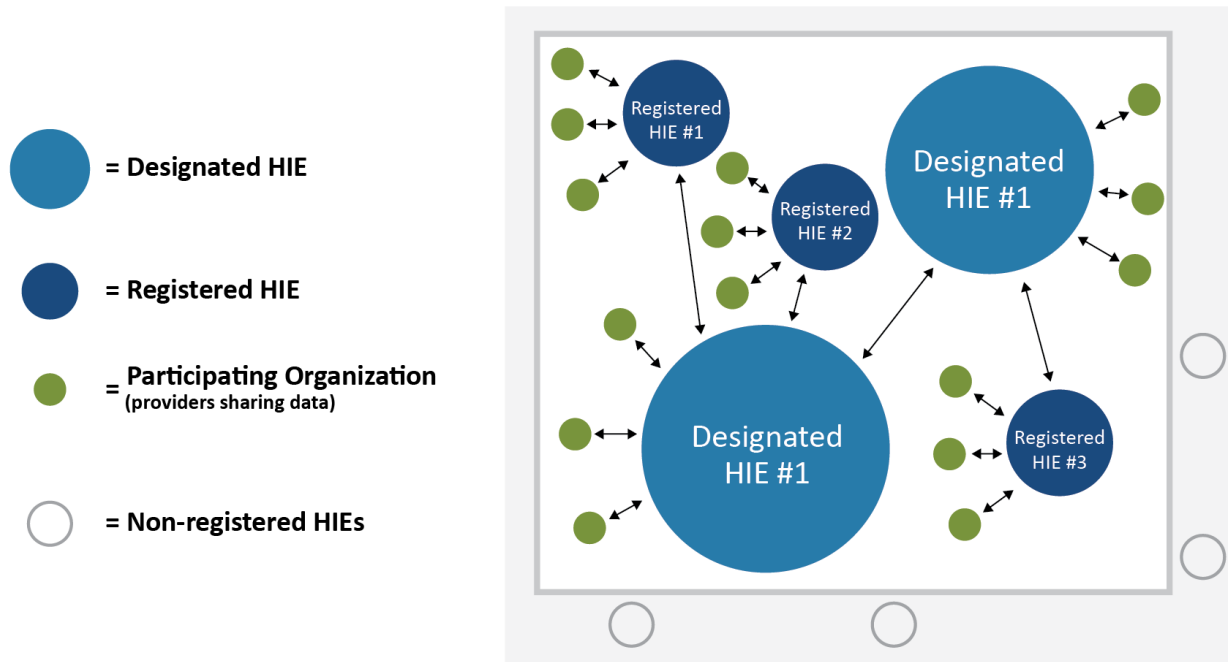 = Designated HIE
= Registered HIE
= Participating Organization
(providers sharing data)
= Non-registered HIEs
Registered
HIE #1
Registered
HIE #2
Designated
HIE #1
Designated
HIE #1
Registered
HIE #3